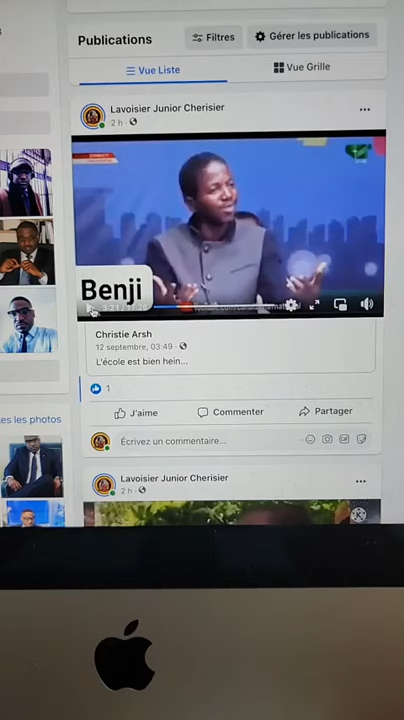 Publications
Filtres
Gérer les publications
Vue Liste
Vue Grille
Lavoisier Junior Cherisier
2 h
DIRECT
Benji
Christie Arsh
12 septembre, 03:49
L'école est bien hein...
1
J'aime
Commenter
Partager
es les photos
Écrivez un commentaire...
Lavoisier Junior Cherisier
2 h